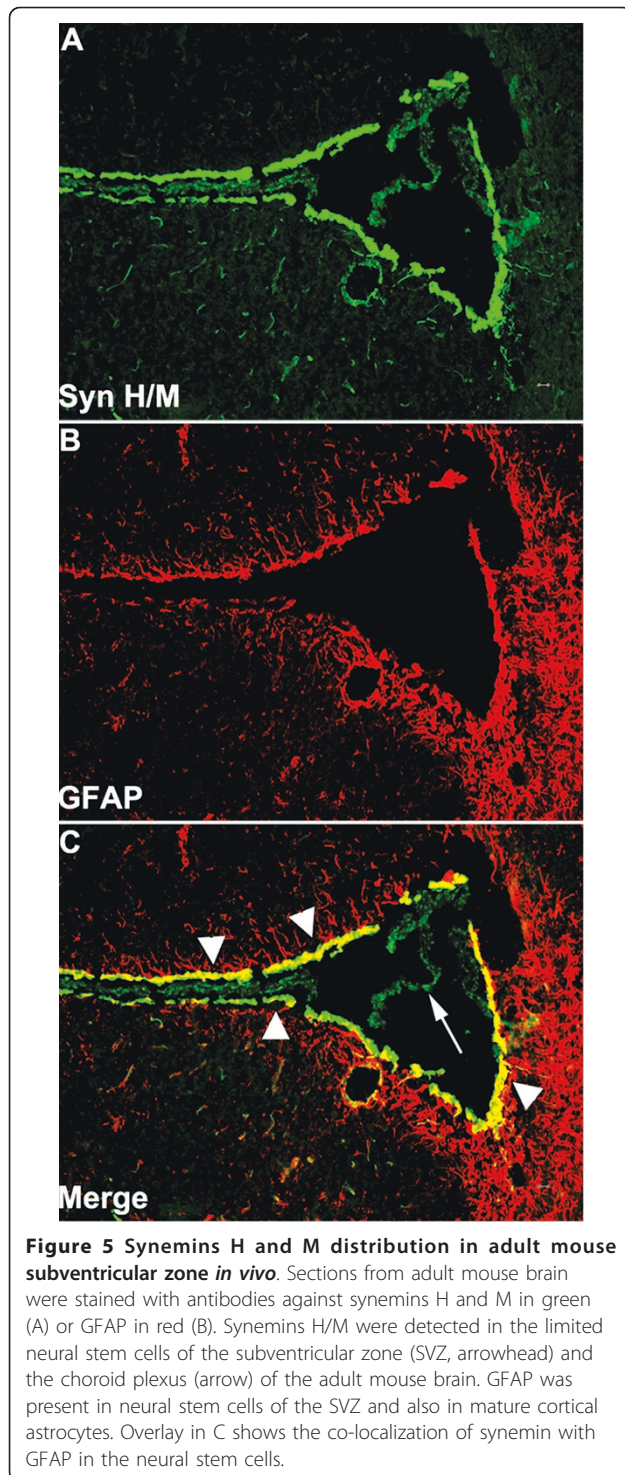 A
Syn H/M
B
GFAP
C
Merge
Figure 5 Synemins H and M distribution in adult mouse
subventricular zone in vivo. Sections from adult mouse brain
were stained with antibodies against synemins H and M in green
(A) or GFAP in red (B). Synemins H/M were detected in the limited
neural stem cells of the subventricular zone (SVZ, arrowhead) and
the choroid plexus (arrow) of the adult mouse brain. GFAP was
present in neural stem cells of the SVZ and also in mature cortical
astrocytes. Overlay in C shows the co-localization of synemin with
GFAP in the neural stem cells.